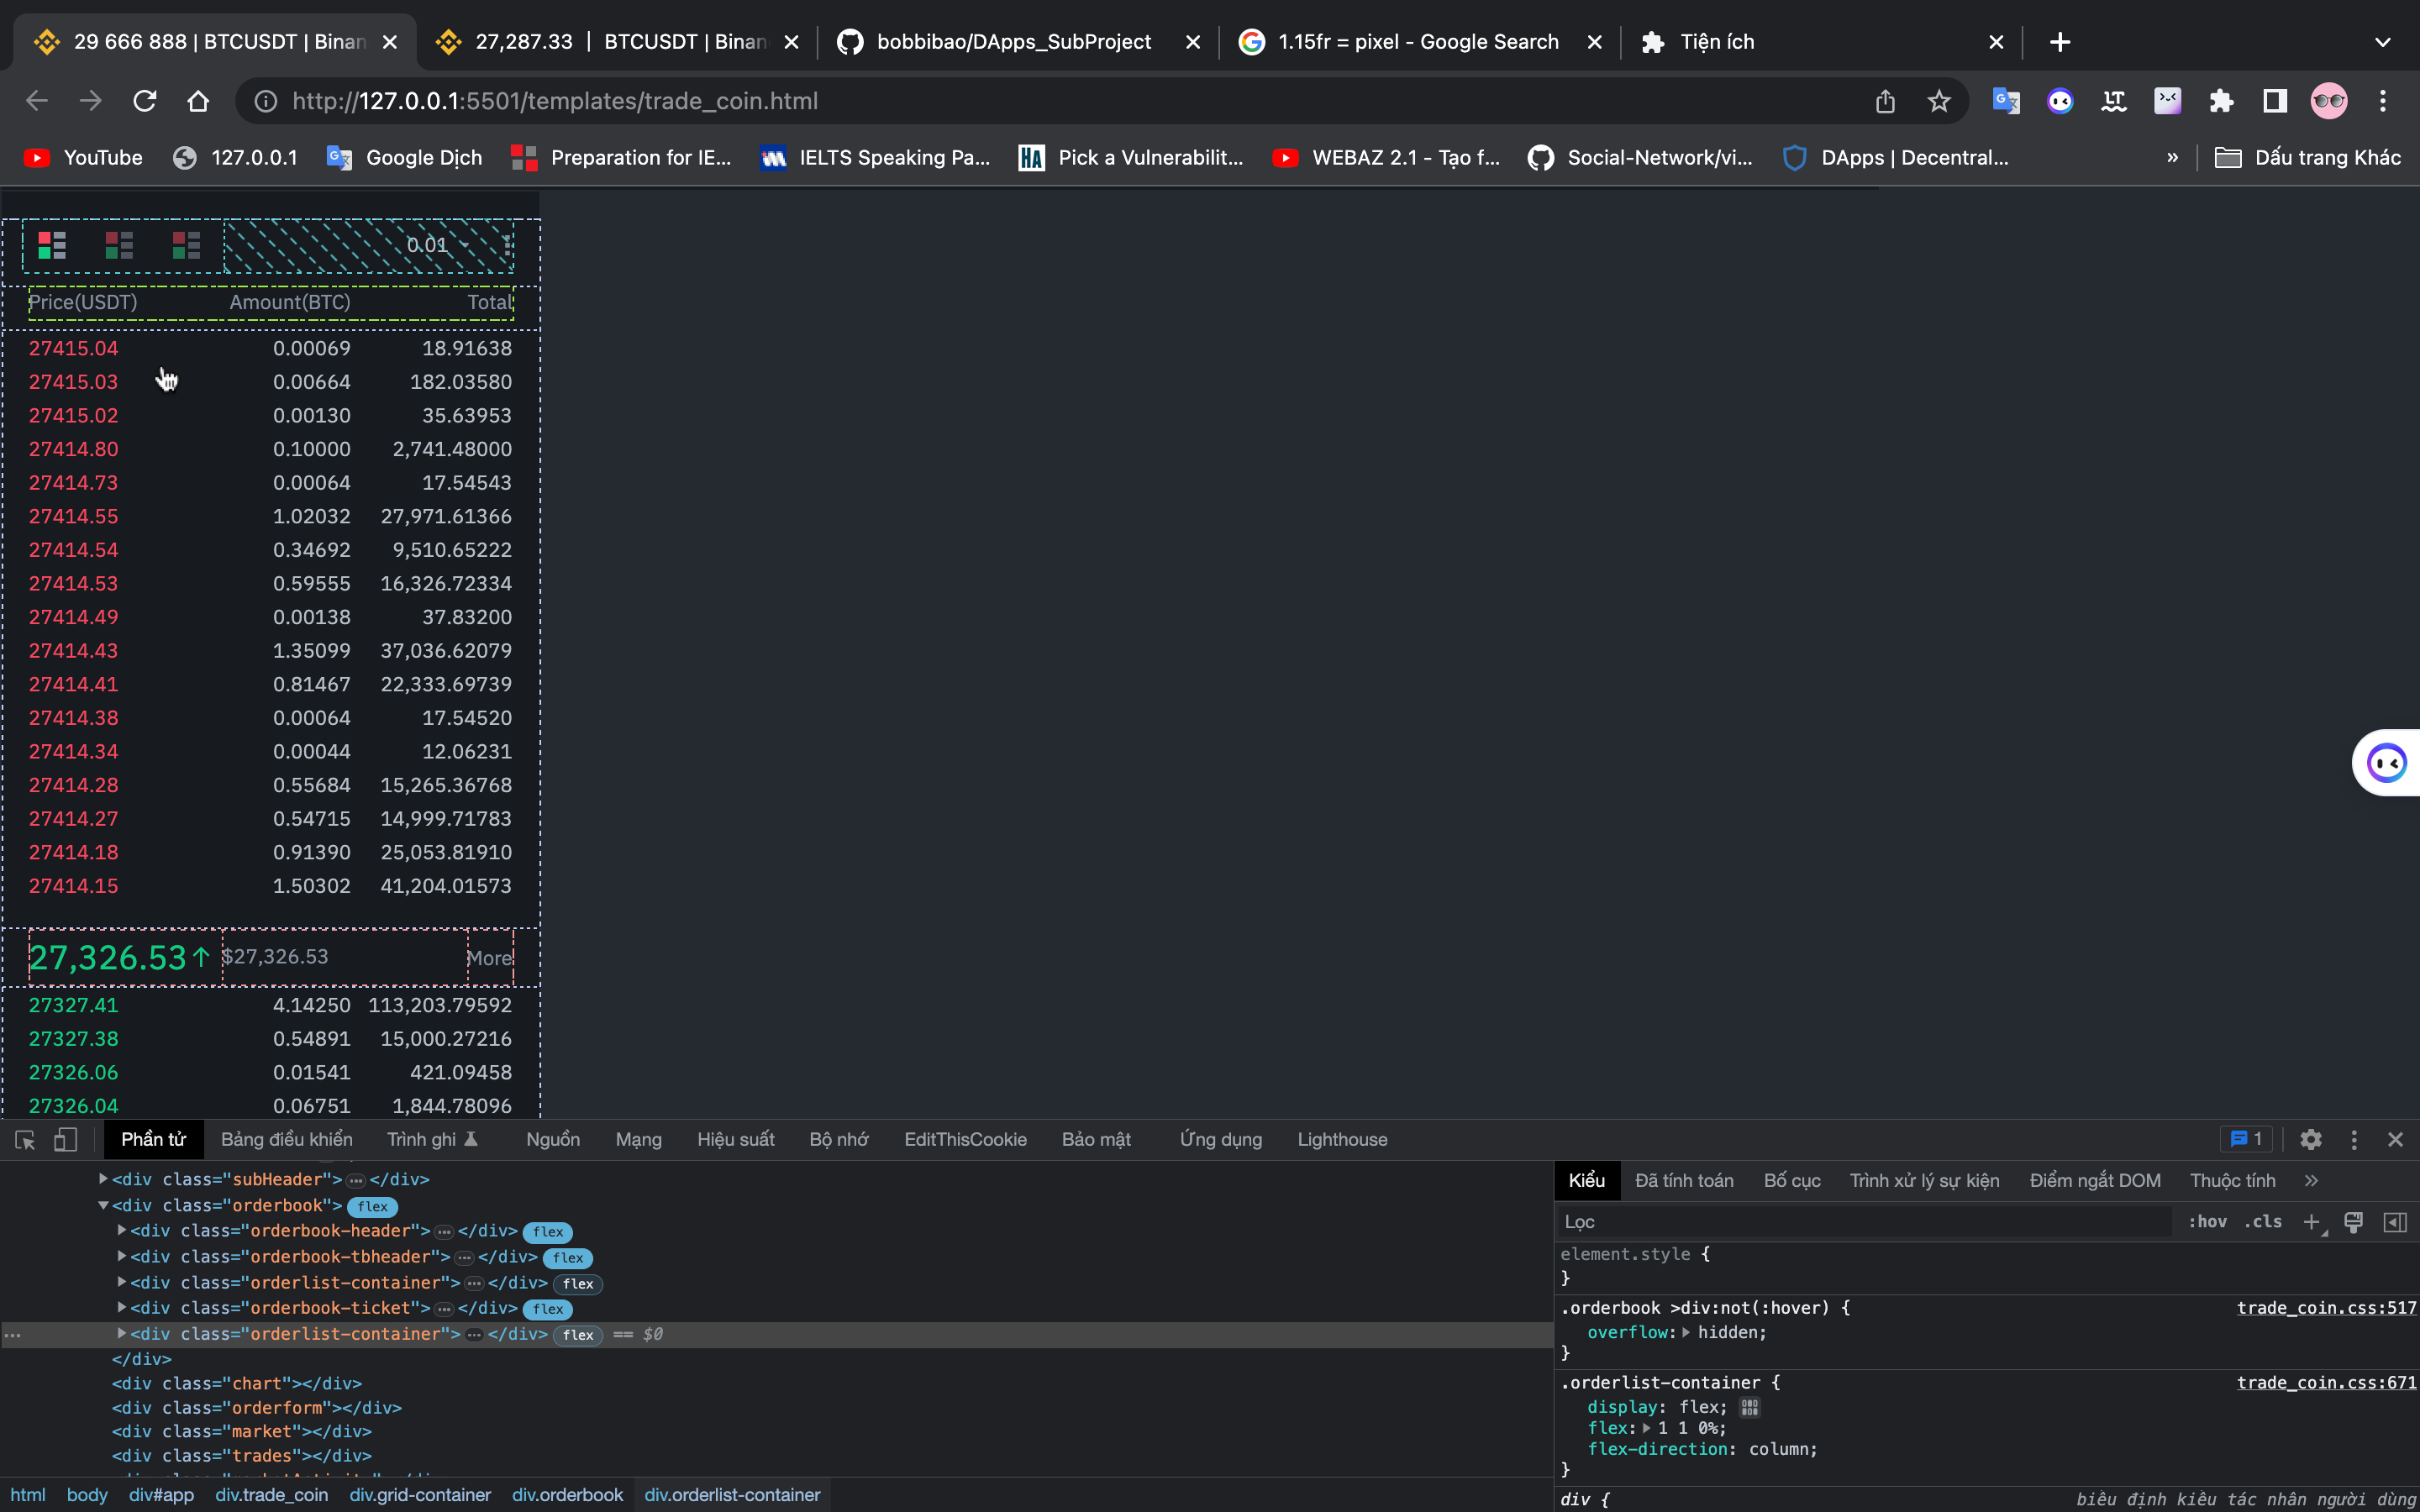 29 666 888 | BTCUSDT | Binan
27,287.33 | BTCUSDT | Binan
bobbibao/DApps_SubProject
1.15fr = pixel - Google Search
Tiện ích
http://127.0.0.1:5501/templates/trade_coin.html
YouTube
127.0.0.1
Google Dịch
Preparation for IE...
IELTS Speaking Pa...
HA Pick a Vulnerabilit...
WEBAZ 2.1 - Tạo f...
Social-Network/vi...
DApps | Decentral...
»
Dấu trang Khác
0.01
Price(USDT) Amount(BTC) Total
27415.04 0.00069 18.91638
27415.03 0.00664 182.03580
27415.02 0.00130 35.63953
27414.80 0.10000 2,741.48000
27414.73 0.00064 17.54543
27414.55 1.02032 27,971.61366
27414.54 0.34692 9,510.65222
27414.53 0.59555 16,326.72334
27414.49 0.00138 37.83200
27414.43 1.35099 37,036.62079
27414.41 0.81467 22,333.69739
27414.38 0.00064 17.54520
27414.34 0.00044 12.06231
27414.28 0.55684 15,265.36768
27414.27 0.54715 14,999.71783
27414.18 0.91390 25,053.81910
27414.15 1.50302 41,204.01573
27,326.53↑ $27,326.53 More
27327.41 4.14250 113,203.79592
27327.38 0.54891 15,000.27216
27326.06 0.01541 421.09458
27326.04 0.06751 1,844.78096
Phần tử Bảng điều khiển Trình ghi Nguồn Mạng Hiệu suất Bộ nhớ EditThisCookie Bảo mật Ứng dụng Lighthouse 1
<div class="subHeader">…</div>
<div class="orderbook"> flex
<div class="orderbook-header">…</div> flex
<div class="orderbook-tbheader">…</div> flex
<div class="orderlist-container">…</div> flex
<div class="orderbook-ticket">…</div> flex
<div class="orderlist-container">…</div> flex == $0
</div>
<div class="chart"></div>
<div class="orderform"></div>
<div class="market"></div>
<div class="trades"></div>
html body div#app div.trade_coin div.grid-container div.orderbook div.orderlist-container
Kiểu Đã tính toán Bố cục Trình xử lý sự kiện Điểm ngắt DOM Thuộc tính »
Lọc :hov .cls +
element.style {
}
.orderbook >div:not(:hover) { trade_coin.css:517
overflow: hidden;
}
.orderlist-container { trade_coin.css:671
display: flex;
flex: 1 1 0%;
flex-direction: column;
}
div { biểu định kiểu tác nhân người dùng